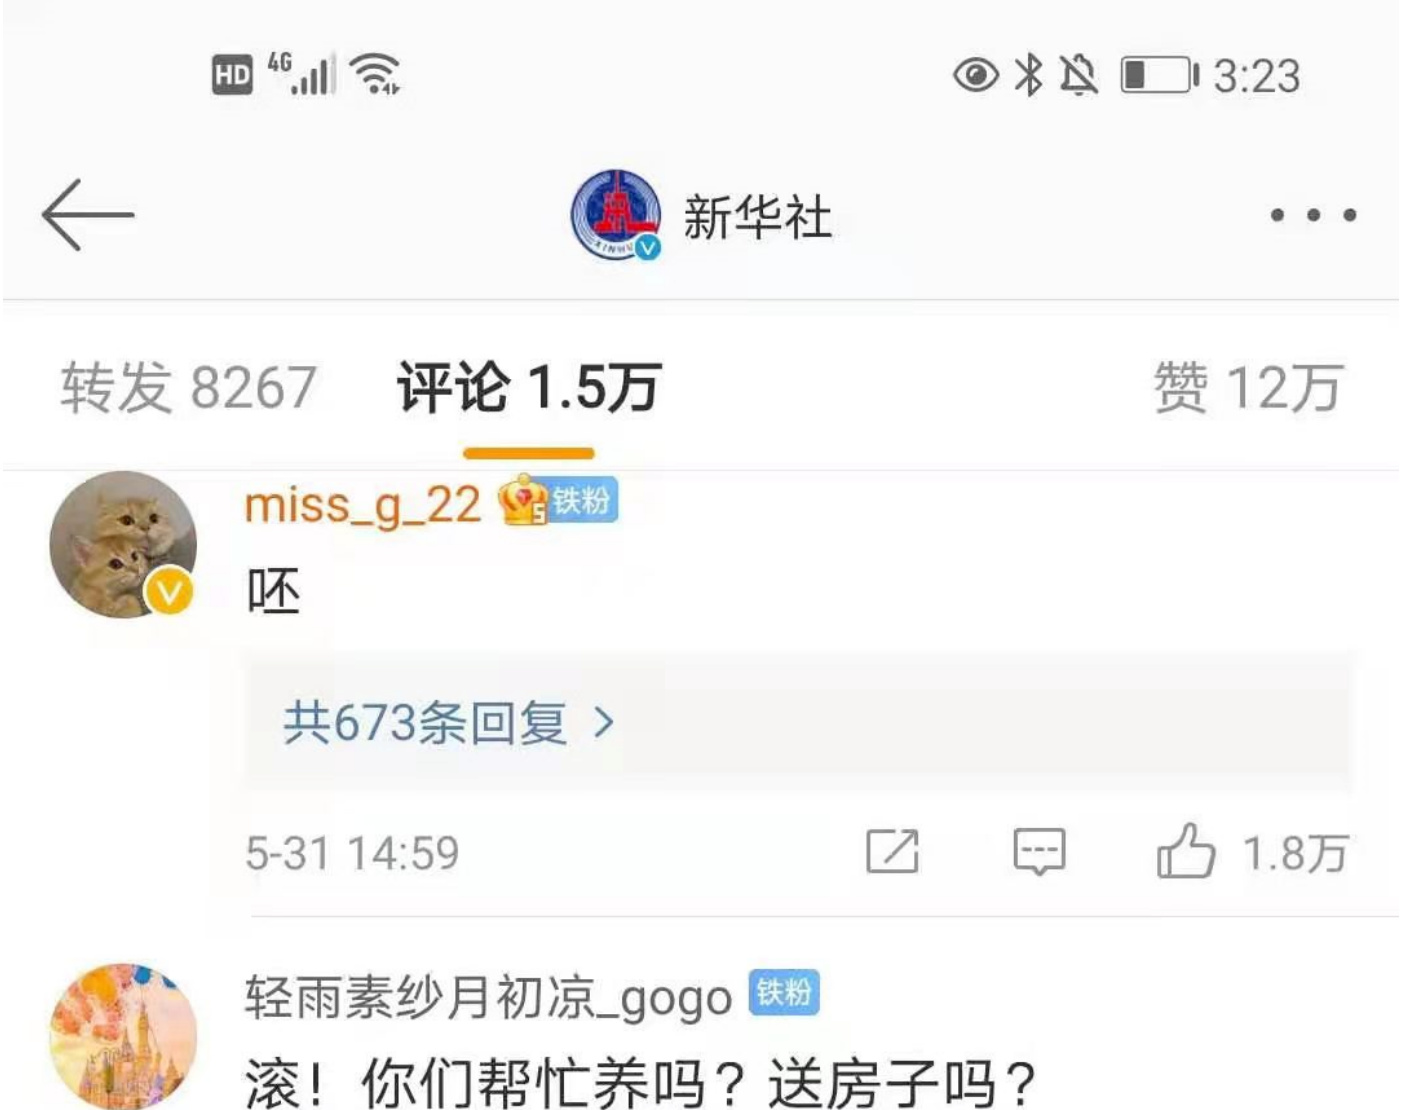 HD 4G 3:23
新华社
转发 8267 评论 1.5万 赞 12万
miss_g_22 5 铁粉
呸
共673条回复 >
5-31 14:59 1.8万
轻雨素纱月初凉_gogo 铁粉
滚！你们帮忙养吗？送房子吗？